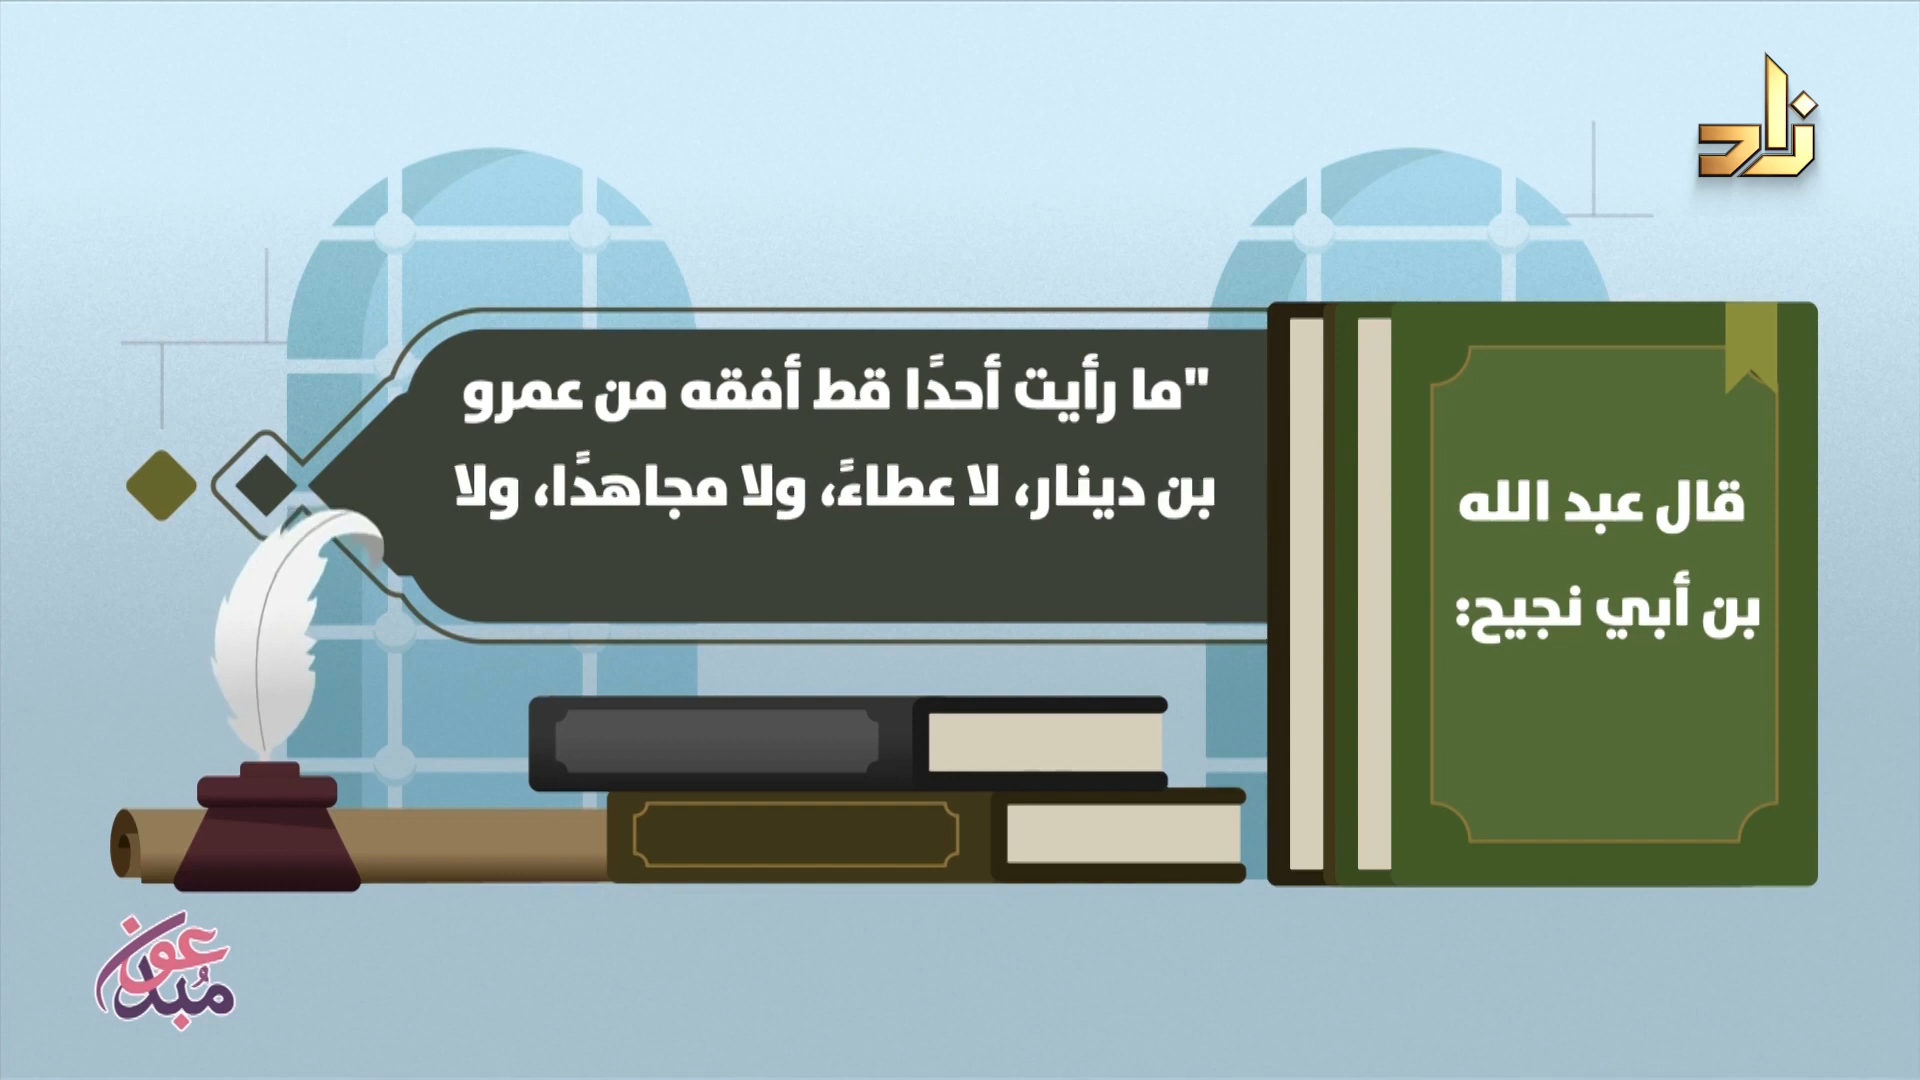 زاد
قال عبد الله
بن أبي نجيح:
"ما رأيت أحدًا قط أفقه من عمرو
بن دينار، لا عطاءً، ولا مجاهدًا، ولا
مُبدعون